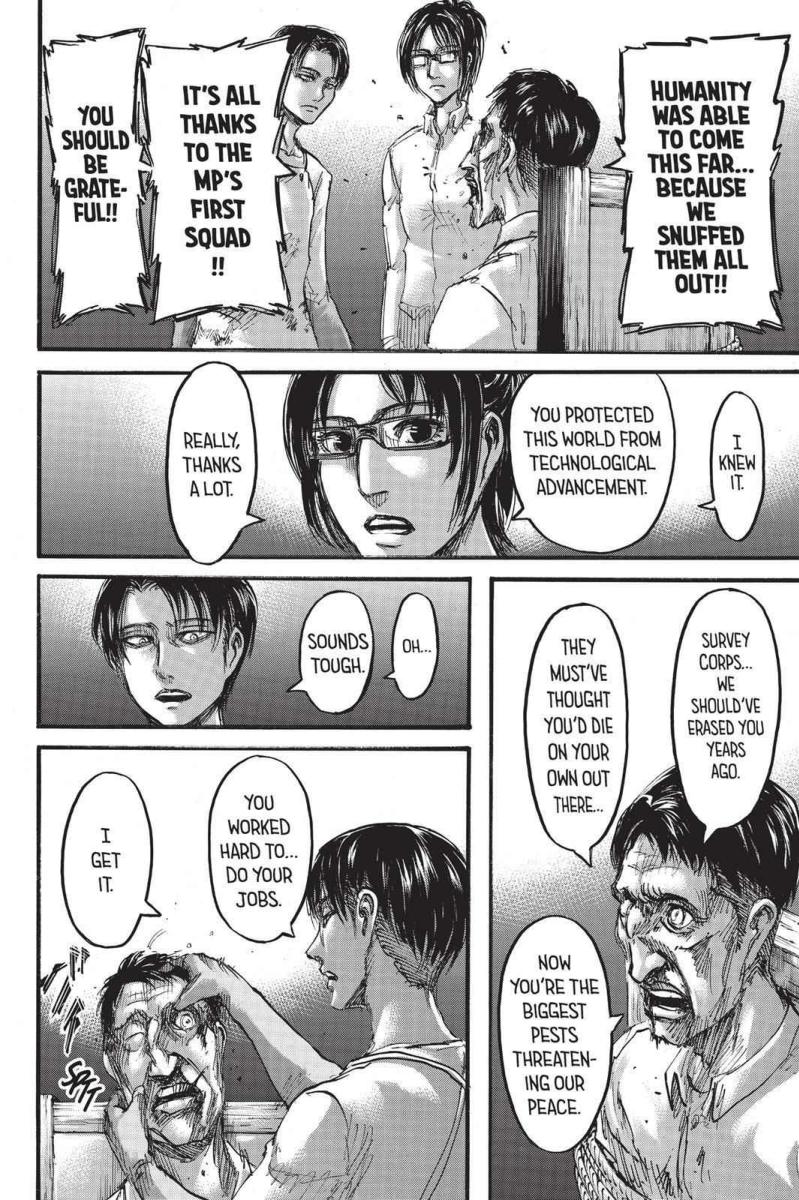 HUMANITY
WAS ABLE
TO COME
THIS FAR...
BECAUSE
WE
SNUFFED
THEM ALL
OUT!!
IT'S ALL
THANKS
TO THE
MP'S
FIRST
SQUAD
!!
YOU
SHOULD
BE
GRATE-
FUL!!
I
KNEW
IT.
YOU PROTECTED
THIS WORLD FROM
TECHNOLOGICAL
ADVANCEMENT.
REALLY,
THANKS
A LOT.
OH...
SOUNDS
TOUGH.
YOU
WORKED
HARD TO...
DO YOUR
JOBS.
I
GET
IT.
SPLTT
SURVEY
CORPS...
WE
SHOULD'VE
ERASED YOU
YEARS
AGO.
THEY
MUST'VE
THOUGHT
YOU'D DIE
ON YOUR
OWN OUT
THERE...
NOW
YOU'RE THE
BIGGEST
PESTS
THREATEN-
ING OUR
PEACE.